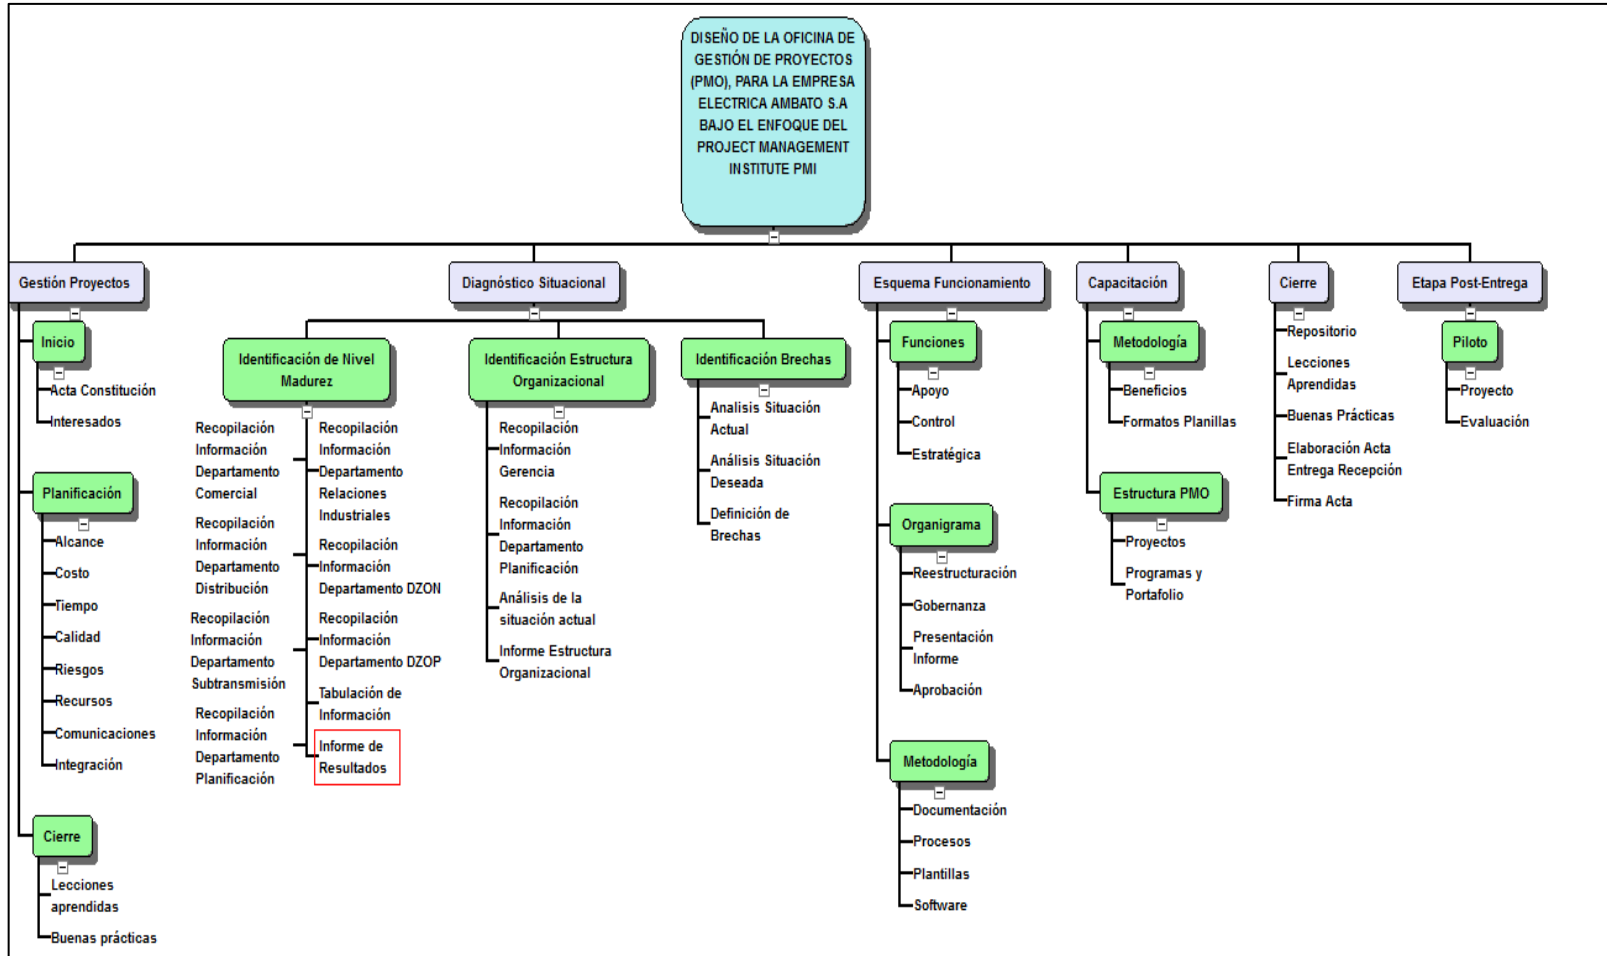 DISEÑO DE LA OFICINA DE
GESTIÓN DE PROYECTOS
(PMO), PARA LA EMPRESA
ELECTRICA AMBATO S.A
BAJO EL ENFOQUE DEL
PROJECT MANAGEMENT
INSTITUTE PMI
Gestión Proyectos
Inicio
Acta Constitución
Interesados
Planificación
Alcance
Costo
Tiempo
Calidad
Riesgos
Recursos
Comunicaciones
Integración
Cierre
Lecciones
aprendidas
Buenas prácticas
Diagnóstico Situacional
Identificación de Nivel
Madurez
Recopilación
Información
Departamento
Comercial
Recopilación
Información
Departamento
Distribución
Recopilación
Información
Departamento
Subtransmisión
Recopilación
Información
Departamento
Planificación
Recopilación
Información
Departamento
Relaciones
Industriales
Recopilación
Información
Departamento DZON
Recopilación
Información
Departamento DZOP
Tabulación de
Información
Informe de
Resultados
Identificación Estructura
Organizacional
Recopilación
Información
Gerencia
Recopilación
Información
Departamento
Planificación
Análisis de la
situación actual
Informe Estructura
Organizacional
Identificación Brechas
Analisis Situación
Actual
Análisis Situación
Deseada
Definición de
Brechas
Esquema Funcionamiento
Funciones
Apoyo
Control
Estratégica
Organigrama
Reestructuración
Gobernanza
Presentación
Informe
Aprobación
Metodología
Documentación
Procesos
Plantillas
Software
Capacitación
Metodología
Beneficios
Formatos Planillas
Estructura PMO
Proyectos
Programas y
Portafolio
Cierre
Repositorio
Lecciones
Aprendidas
Buenas Prácticas
Elaboración Acta
Entrega Recepción
Firma Acta
Etapa Post-Entrega
Piloto
Proyecto
Evaluación